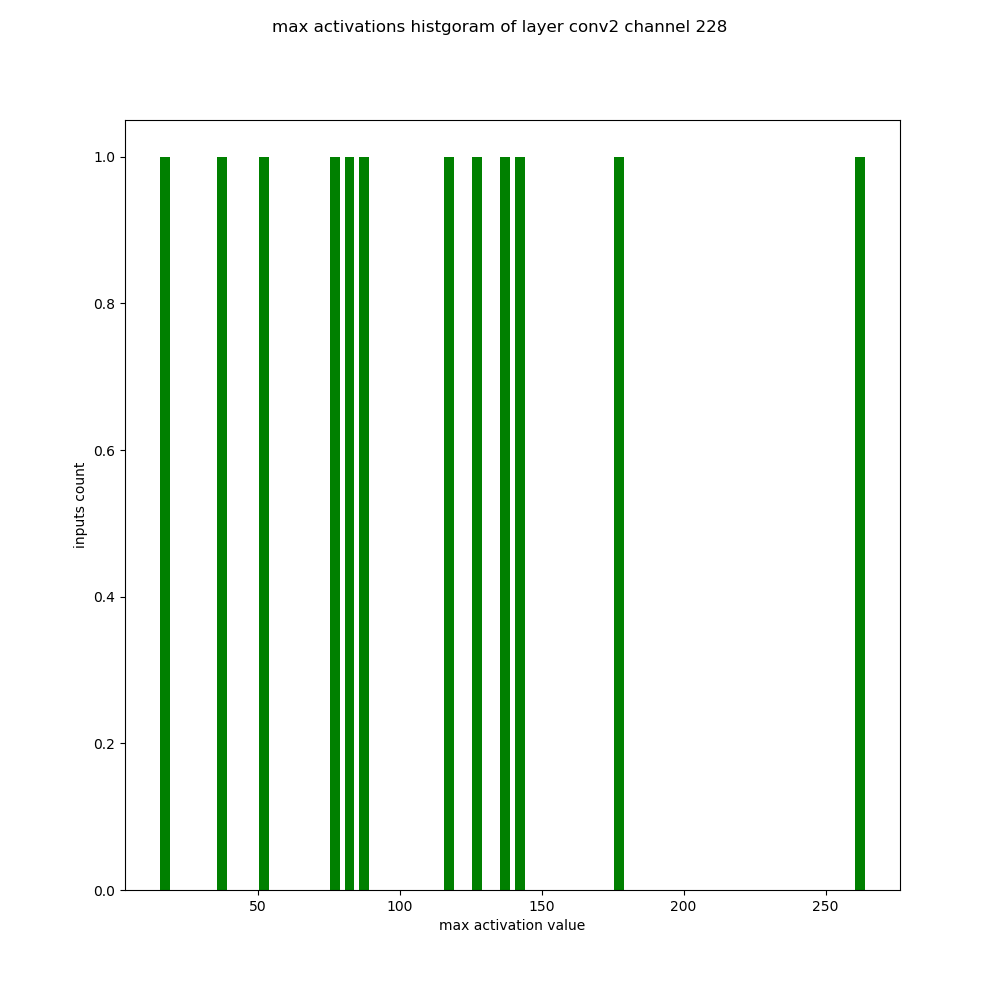 max activations histgoram of layer conv2 channel 228
1.0
0.8
0.6
0.4
0.2
0.0
inputs count
50 100 150 200 250
max activation value